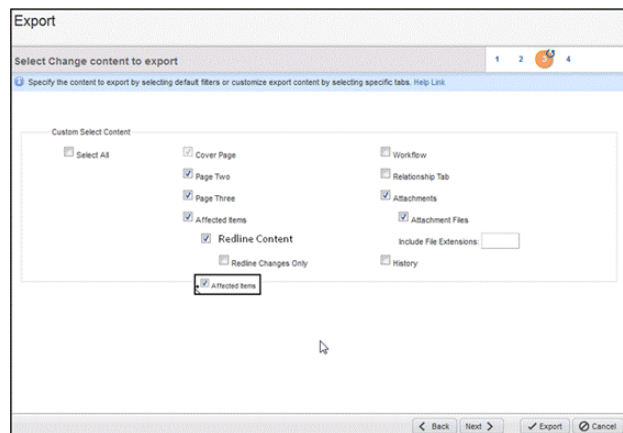 Export
Select Change content to export
1 2 3 4
Specify the content to export by selecting default filters or customize export content by selecting specific tabs. Help Link
Custom Select Content
Select All
Cover Page
Workflow
Page Two
Relationship Tab
Page Three
Attachments
Affected Items
Attachment Files
Redline Content
Include File Extensions:
Redline Changes Only
History
Affected Items
Back Next Export Cancel